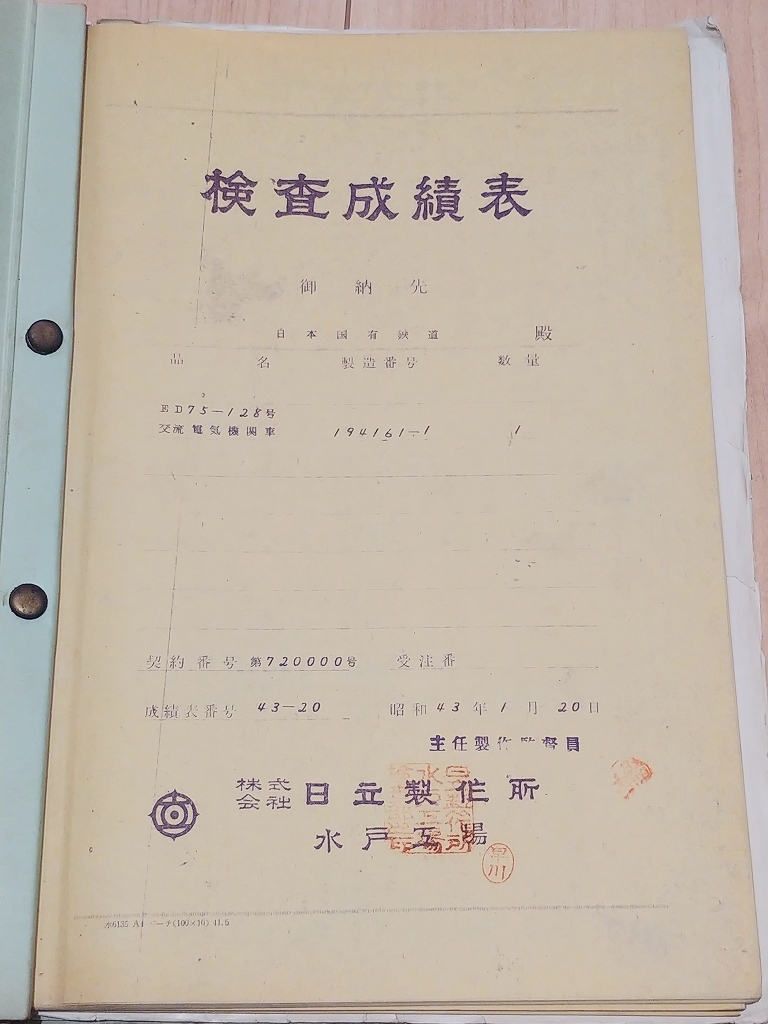 検査成績表
御納先
日本国有鉄道 殿
品名 製造番号 数量
ED75-128号
交流電気機関車 194161-1 1
契約番号 第720000号 受注番
成績表番号 43-20 昭和43年1月20日
主任製作監督員
株式会社 日立製作所
水戸工場
早川